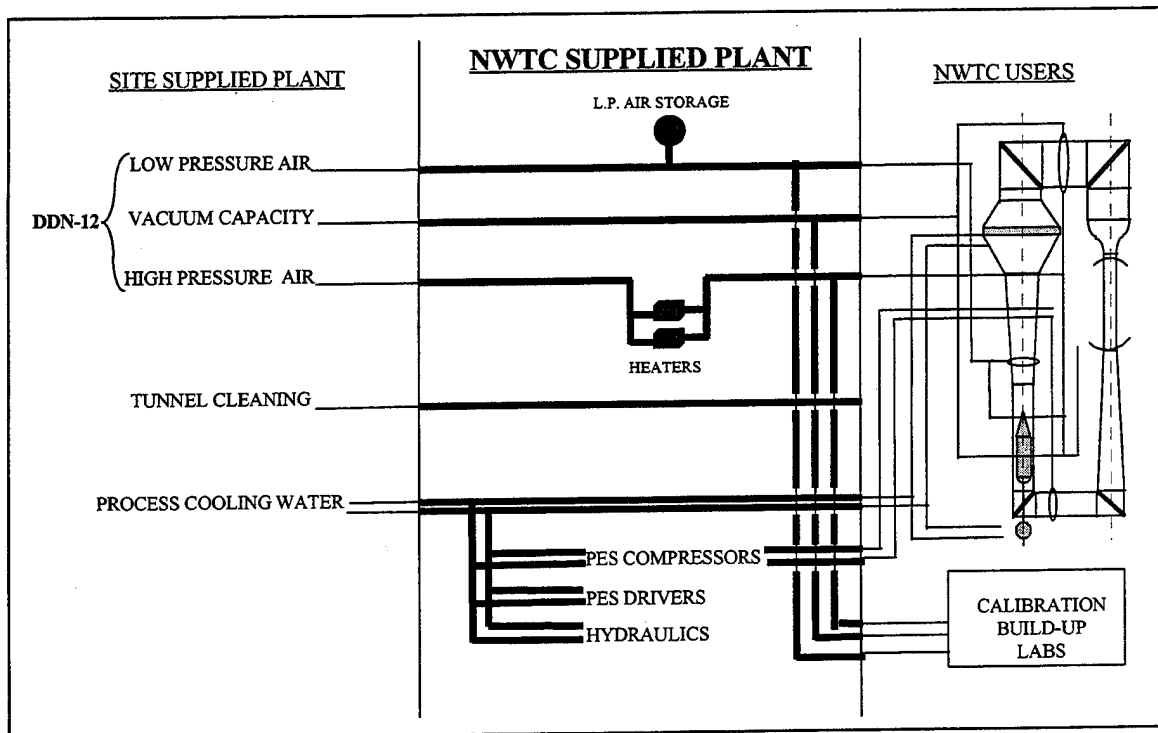 SITE SUPPLIED PLANT
NWTC SUPPLIED PLANT
NWTC USERS
L.P. AIR STORAGE
LOW PRESSURE AIR
DDN-12
VACUUM CAPACITY
HIGH PRESSURE AIR
HEATERS
TUNNEL CLEANING
PROCESS COOLING WATER
PES COMPRESSORS
PES DRIVERS
HYDRAULICS
CALIBRATION
BUILD-UP
LABS